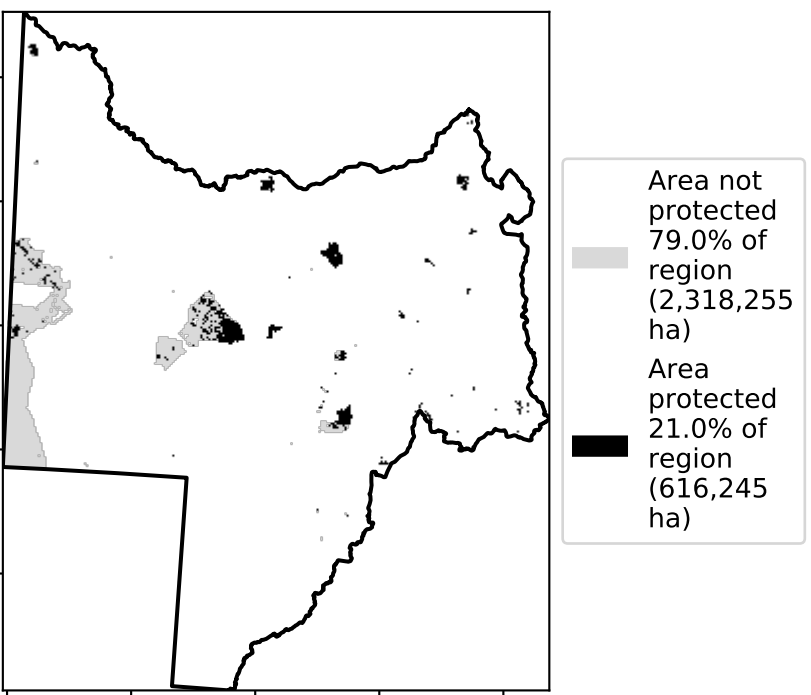 Area not
protected
79.0% of
region
(2,318,255
ha)
Area
protected
21.0% of
region
(616,245
ha)